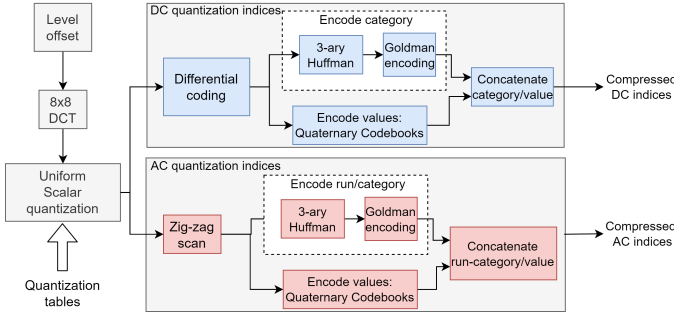 Level
offset
8x8
DCT
Uniform
Scalar
quantization
Quantization
tables
DC quantization indices
Encode category
3-ary
Huffman
Goldman
encoding
Differential
coding
Encode values:
Quaternary Codebooks
Concatenate
category/value
Compressed
DC indices
AC quantization indices
Encode run/category
3-ary
Huffman
Goldman
encoding
Zig-zag
scan
Encode values:
Quaternary Codebooks
Concatenate
run-category/value
Compressed
AC indices